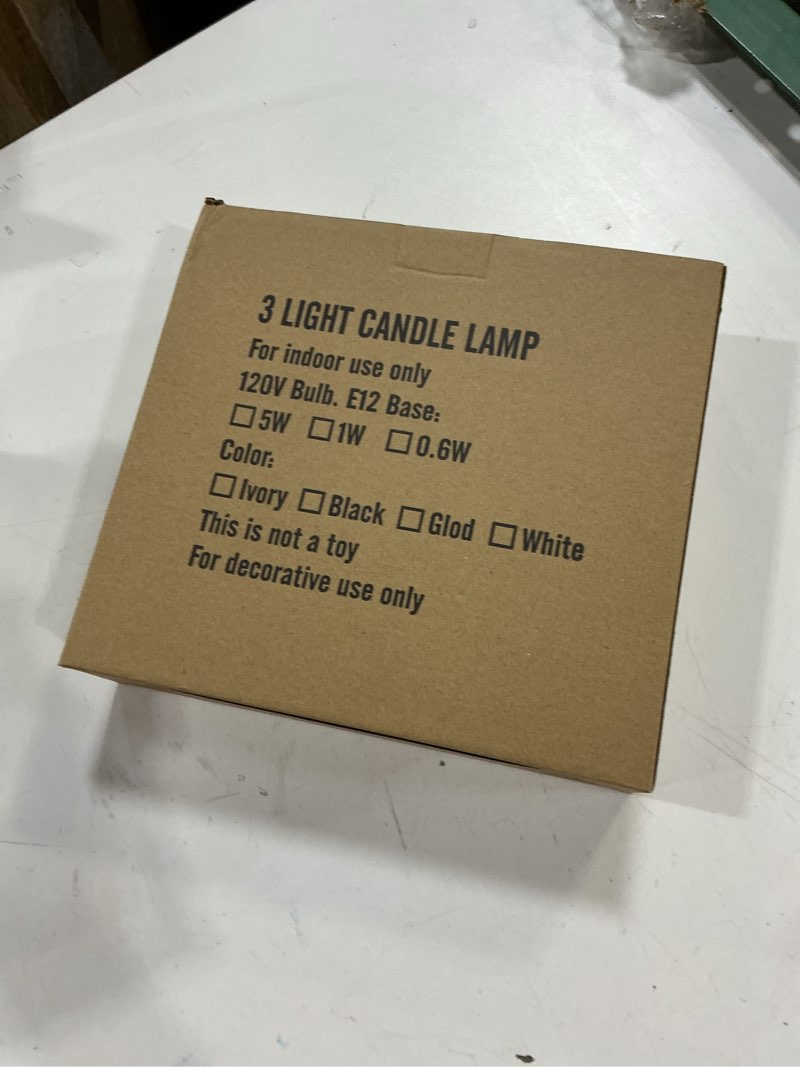 3 LIGHT CANDLE LAMP
For indoor use only
120V Bulb. E12 Base:
☐5W ☐1W ☐0.6W
Color:
☐Ivory ☐Black ☐Glod ☐White
This is not a toy
For decorative use only